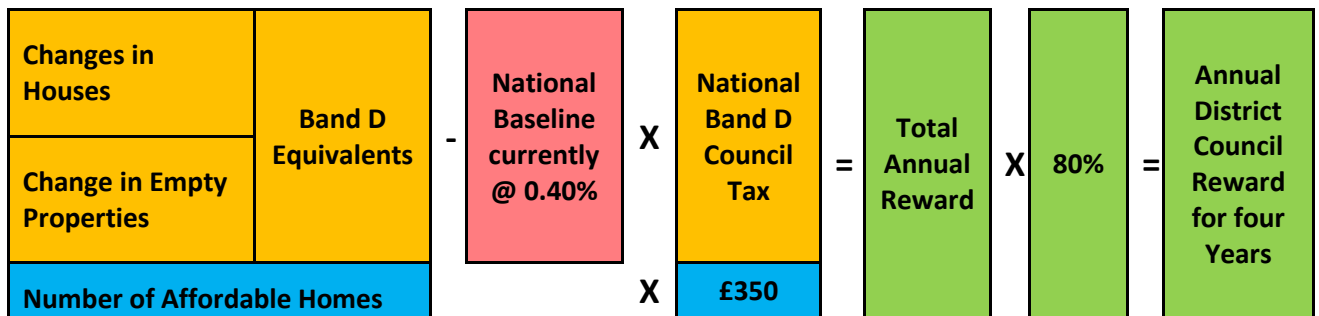 Changes in
Houses
Change in Empty
Properties
Band D
Equivalents
-
National
Baseline
currently
@ 0.40%
X
National
Band D
Council
Tax
=
Total
Annual
Reward
X
80%
=
Annual
District
Council
Reward
for four
Years
Number of Affordable Homes
X
£350